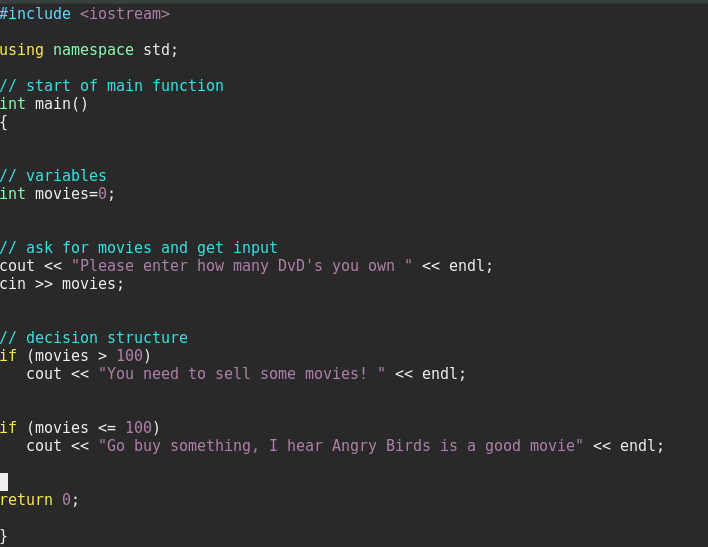 #include <iostream>
using namespace std;
// start of main function
int main()
{
// variables
int movies=0;
// ask for movies and get input
cout << "Please enter how many DvD's you own " << endl;
cin >> movies;
// decision structure
if (movies > 100)
   cout << "You need to sell some movies! " << endl;
if (movies <= 100)
   cout << "Go buy something, I hear Angry Birds is a good movie" << endl;
return 0;
}